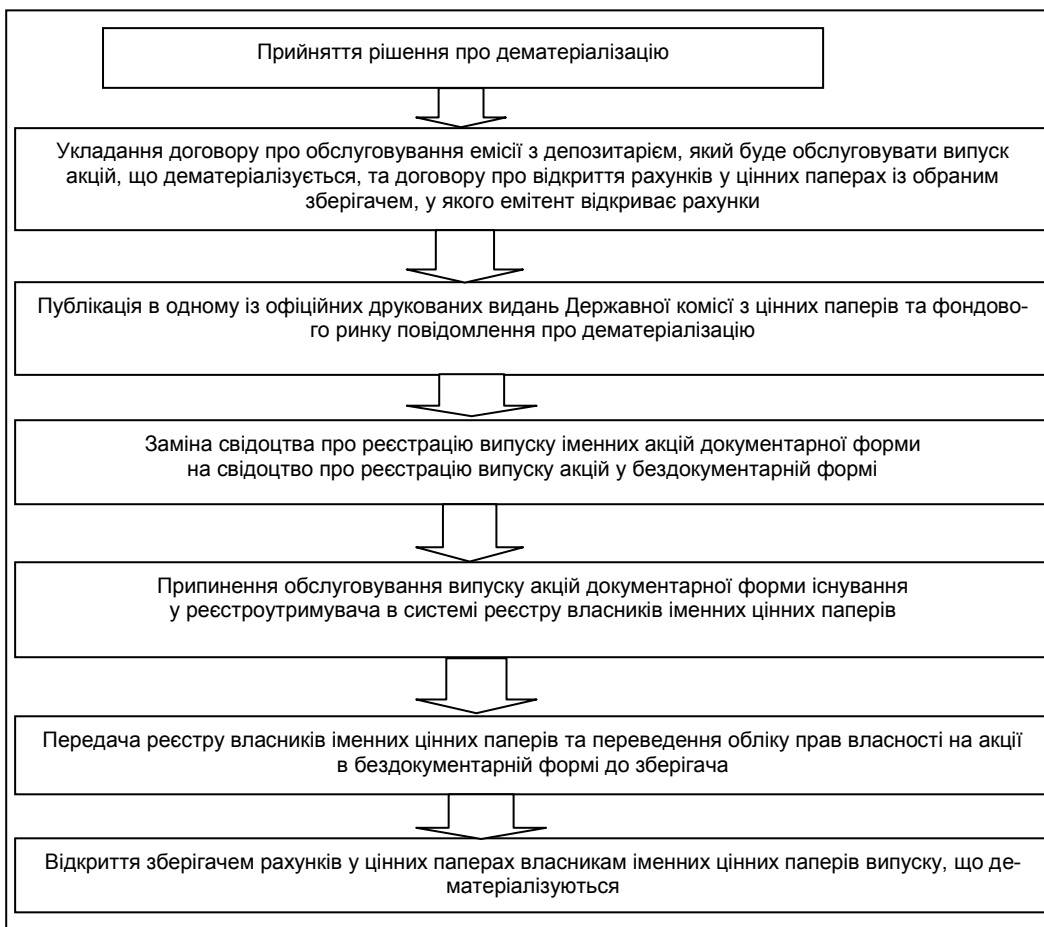 Прийняття рішення про дематеріалізацію
Укладання договору про обслуговування емісії з депозитарієм, який буде обслуговувати випуск
акцій, що дематеріалізується, та договору про відкриття рахунків у цінних паперах із обраним
зберігачем, у якого емітент відкриває рахунки
Публікація в одному із офіційних друкованих видань Державної комісії з цінних паперів та фондово-
го ринку повідомлення про дематеріалізацію
Заміна свідоцтва про реєстрацію випуску іменних акцій документарної форми
на свідоцтво про реєстрацію випуску акцій у бездокументарній формі
Припинення обслуговування випуску акцій документарної форми існування
у реєстроутримувача в системі реєстру власників іменних цінних паперів
Передача реєстру власників іменних цінних паперів та переведення обліку прав власності на акції
в бездокументарній формі до зберігача
Відкриття зберігачем рахунків у цінних паперах власникам іменних цінних паперів випуску, що де-
матеріалізуються